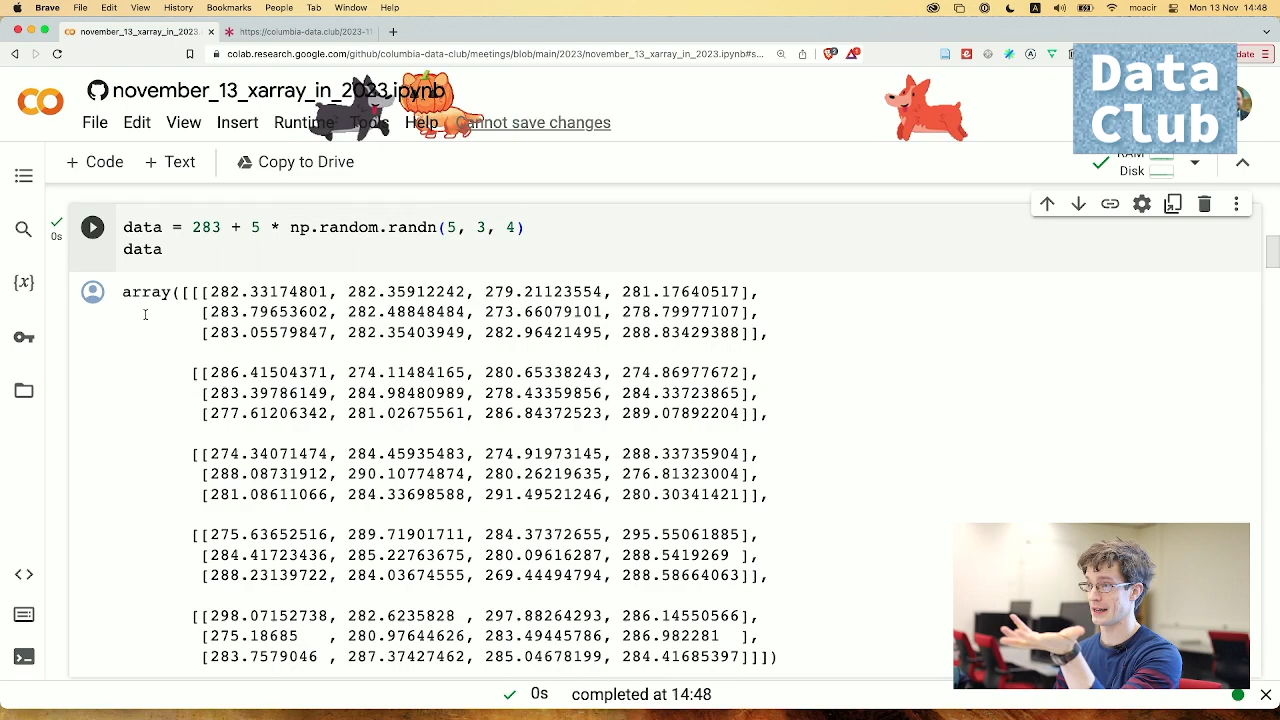 Brave File Edit View History Bookmarks People Tab Window Help A moacir Mon 13 Nov 14:48
november_13_xarray_in_2023. https://columbia-data.club/2023-11
colab.research.google.com/github/columbia-data-club/meetings/blob/main/2023/november_13_xarray_in_2023.ipynb#s... date
november_13_xarray_in_2023.ipynb
Data
Club
File Edit View Insert Runtime Tools Help Cannot save changes
+ Code + Text Copy to Drive
RAM
Disk
data = 283 + 5 * np.random.randn(5, 3, 4)
0s
data
{x}
array([[[282.33174801, 282.35912242, 279.21123554, 281.17640517],
[283.79653602, 282.48848484, 273.66079101, 278.79977107],
[283.05579847, 282.35403949, 282.96421495, 288.83429388]],
[[286.41504371, 274.11484165, 280.65338243, 274.86977672],
[283.39786149, 284.98480989, 278.43359856, 284.33723865],
[277.61206342, 281.02675561, 286.84372523, 289.07892204]],
[[274.34071474, 284.45935483, 274.91973145, 288.33735904],
[288.08731912, 290.10774874, 280.26219635, 276.81323004],
[281.08611066, 284.33698588, 291.49521246, 280.30341421]],
[[275.63652516, 289.71901711, 284.37372655, 295.55061885],
[284.41723436, 285.22763675, 280.09616287, 288.5419269 ],
[288.23139722, 284.03674555, 269.44494794, 288.58664063]],
[[298.07152738, 282.6235828 , 297.88264293, 286.14550566],
[275.18685 , 280.97644626, 283.49445786, 286.982281 ],
[283.7579046 , 287.37427462, 285.04678199, 284.41685397]]])
0s completed at 14:48